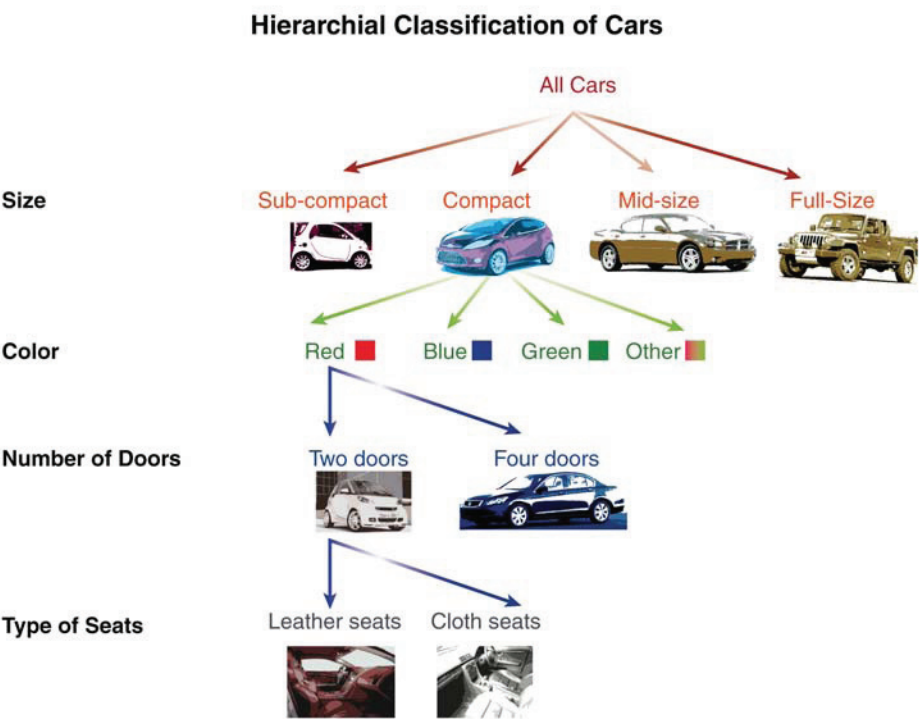 Hierarchial Classification of Cars
All Cars
Size
Sub-compact
Compact
Mid-size
Full-Size
Color
Red
Blue
Green
Other
Number of Doors
Two doors
Four doors
Type of Seats
Leather seats
Cloth seats